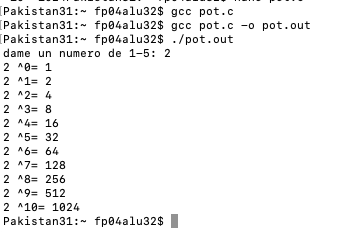 [Pakistan31:~ fp04alu32$ gcc pot.c
[Pakistan31:~ fp04alu32$ gcc pot.c -o pot.out
[Pakistan31:~ fp04alu32$ ./pot.out
dame un numero de 1-5: 2
2 ^0= 1
2 ^1= 2
2 ^2= 4
2 ^3= 8
2 ^4= 16
2 ^5= 32
2 ^6= 64
2 ^7= 128
2 ^8= 256
2 ^9= 512
2 ^10= 1024
Pakistan31:~ fp04alu32$